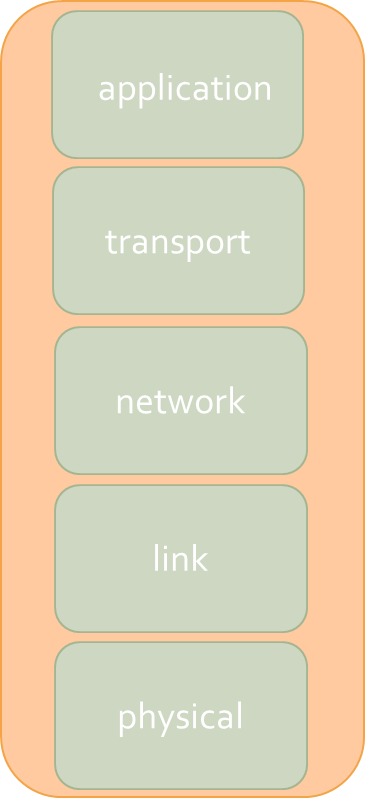 application
transport
network
link
physical